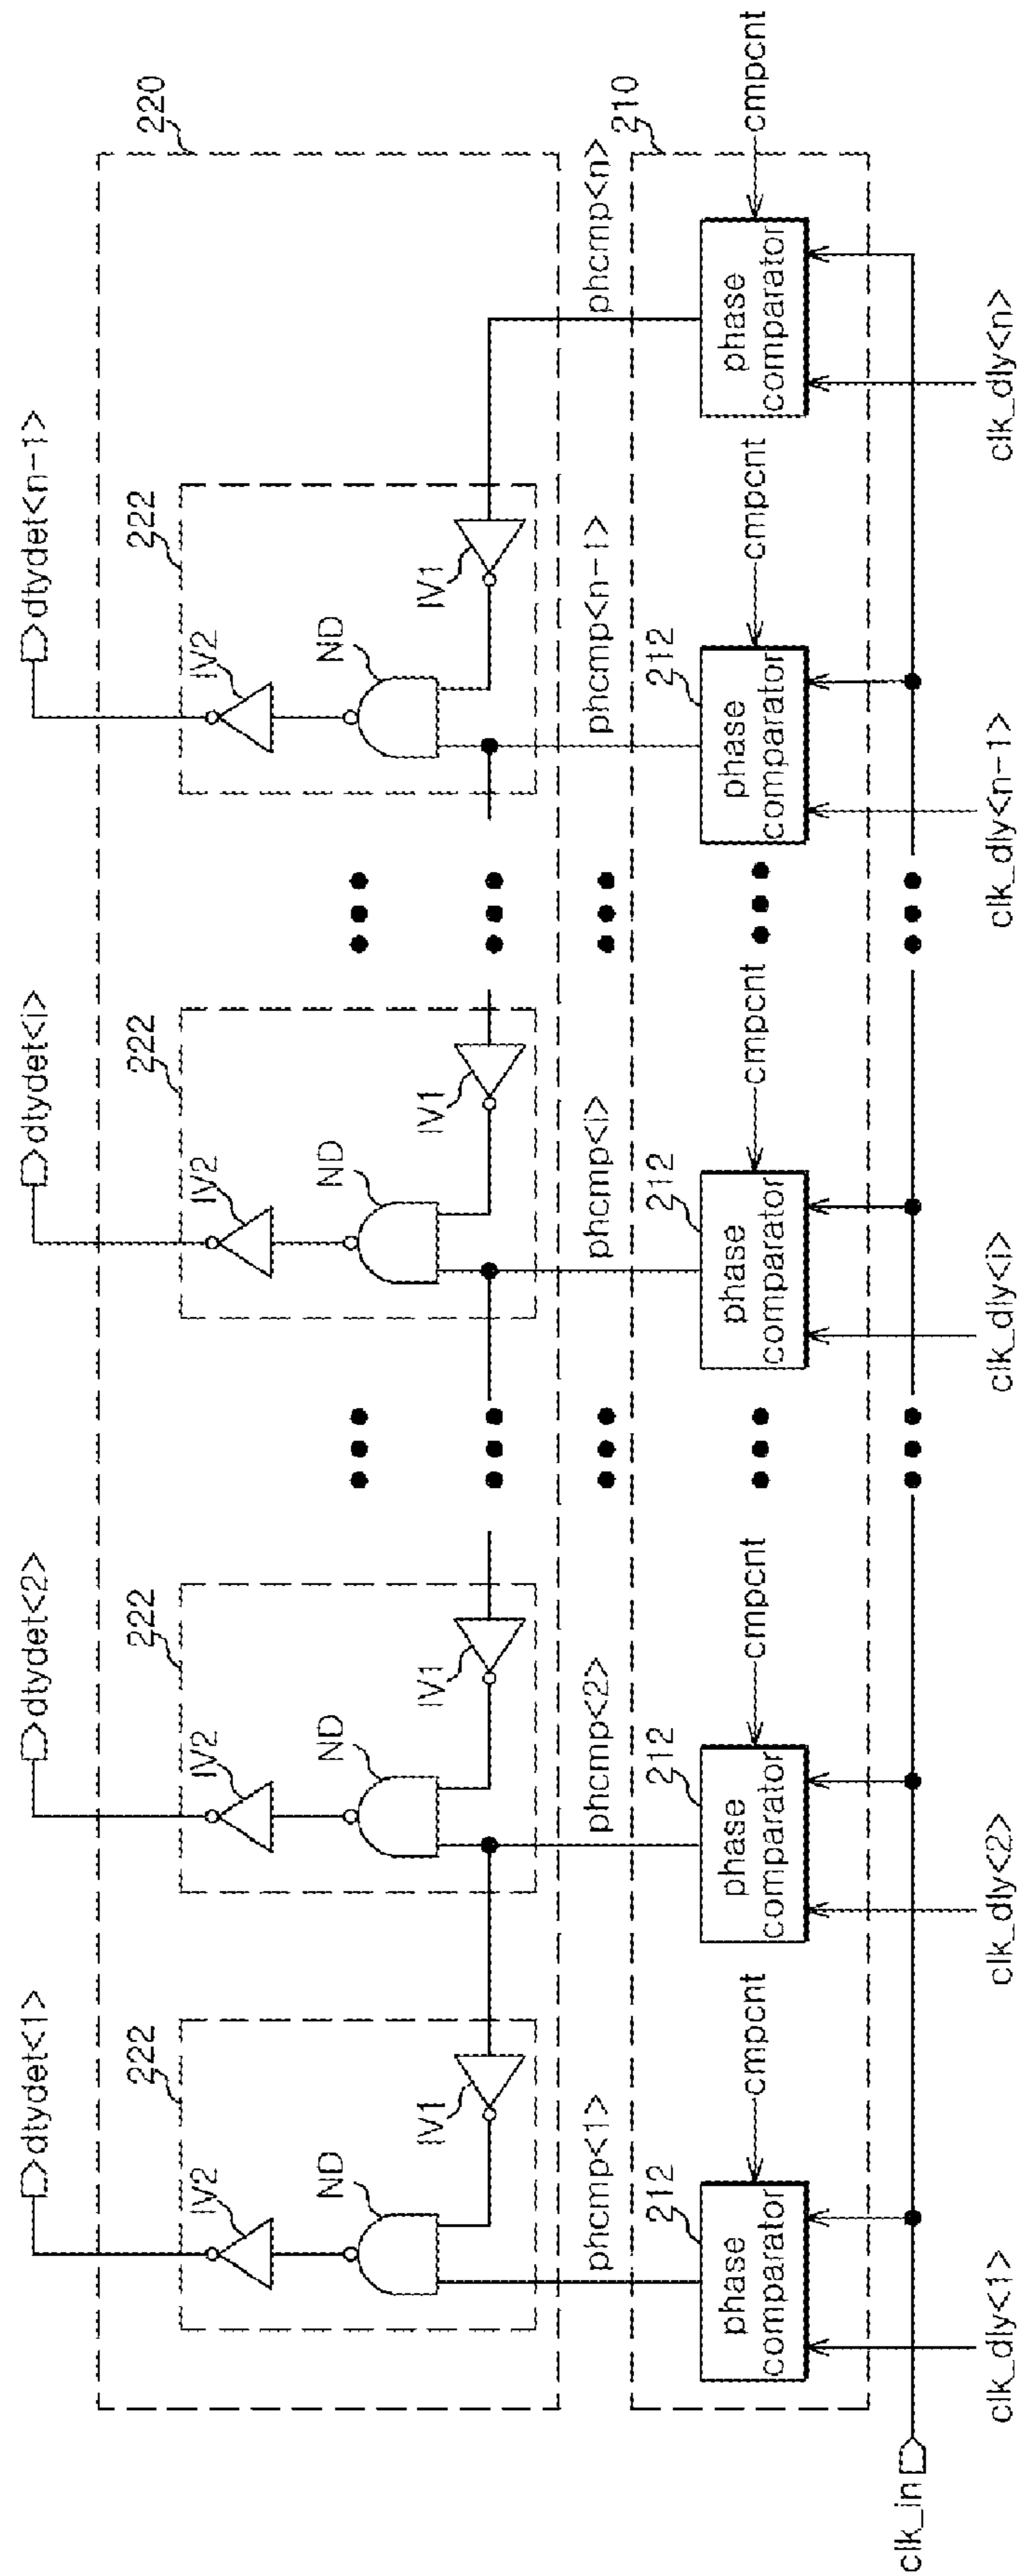 dtydet<1>
dtydet<2>
dtydet<i>
dtydet<n-1>
220
222
222
222
222
IV2
IV2
IV2
IV2
ND
ND
ND
ND
IV1
IV1
IV1
IV1
phcmp<1>
phcmp<2>
phcmp<i>
phcmp<n-1>
phcmp<n>
210
212
212
212
212
cmpcnt
cmpcnt
cmpcnt
cmpcnt
cmpcnt
phase
comparator
phase
comparator
phase
comparator
phase
comparator
phase
comparator
clk_in
clk_dly<1>
clk_dly<2>
clk_dly<i>
clk_dly<n-1>
clk_dly<n>